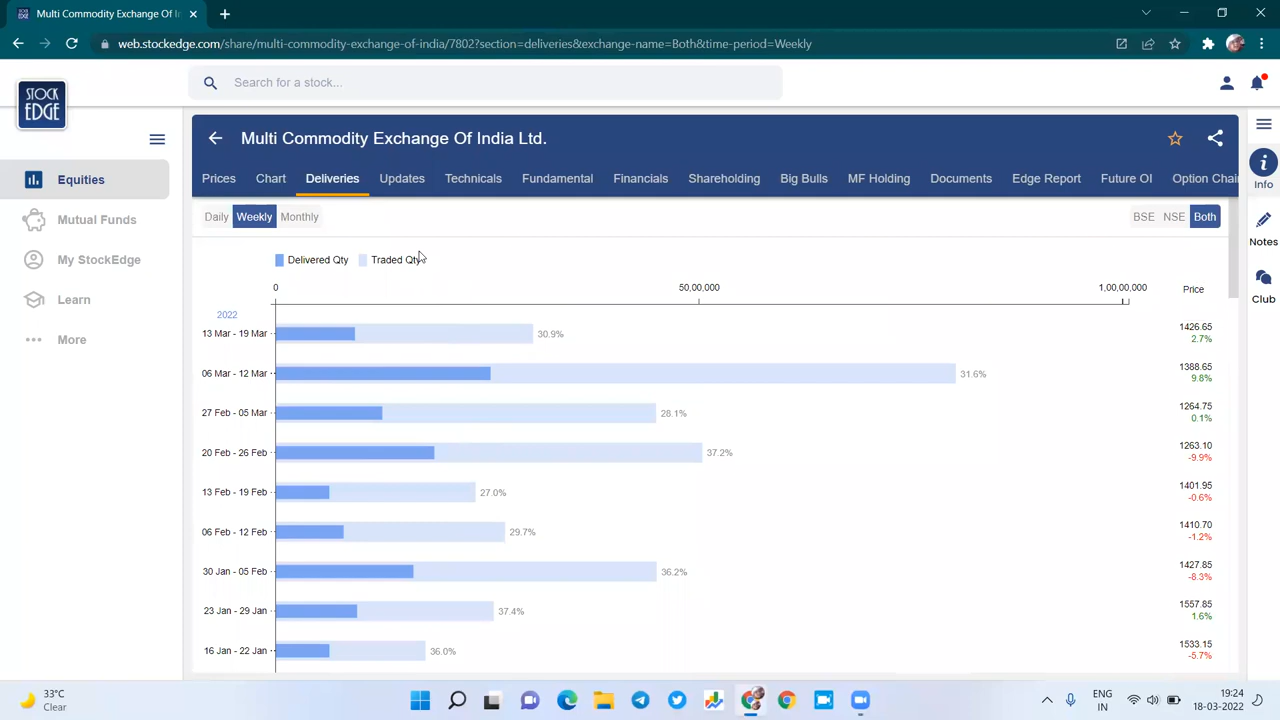 Multi Commodity Exchange Of In
web.stockedge.com/share/multi-commodity-exchange-of-india/7802?section=deliveries&exchange-name=Both&time-period=Weekly
STOCK
EDGE
Search for a stock...
Multi Commodity Exchange Of India Ltd.
Prices Chart Deliveries Updates Technicals Fundamental Financials Shareholding Big Bulls MF Holding Documents Edge Report Future OI Option Chain
Equities
Mutual Funds
My StockEdge
Learn
More
Info
Notes
Club
Daily Weekly Monthly BSE NSE Both
Delivered Qty Traded Qty
0 50,00,000 1,00,00,000 Price
2022
13 Mar - 19 Mar 30.9% 1426.65
2.7%
06 Mar - 12 Mar 31.6% 1388.65
9.8%
27 Feb - 05 Mar 28.1% 1264.75
0.1%
20 Feb - 26 Feb 37.2% 1263.10
-9.9%
13 Feb - 19 Feb 27.0% 1401.95
-0.6%
06 Feb - 12 Feb 29.7% 1410.70
-1.2%
30 Jan - 05 Feb 36.2% 1427.85
-8.3%
23 Jan - 29 Jan 37.4% 1557.85
1.6%
16 Jan - 22 Jan 36.0% 1533.15
-5.7%
33°C
Clear
ENG
IN
19:24
18-03-2022